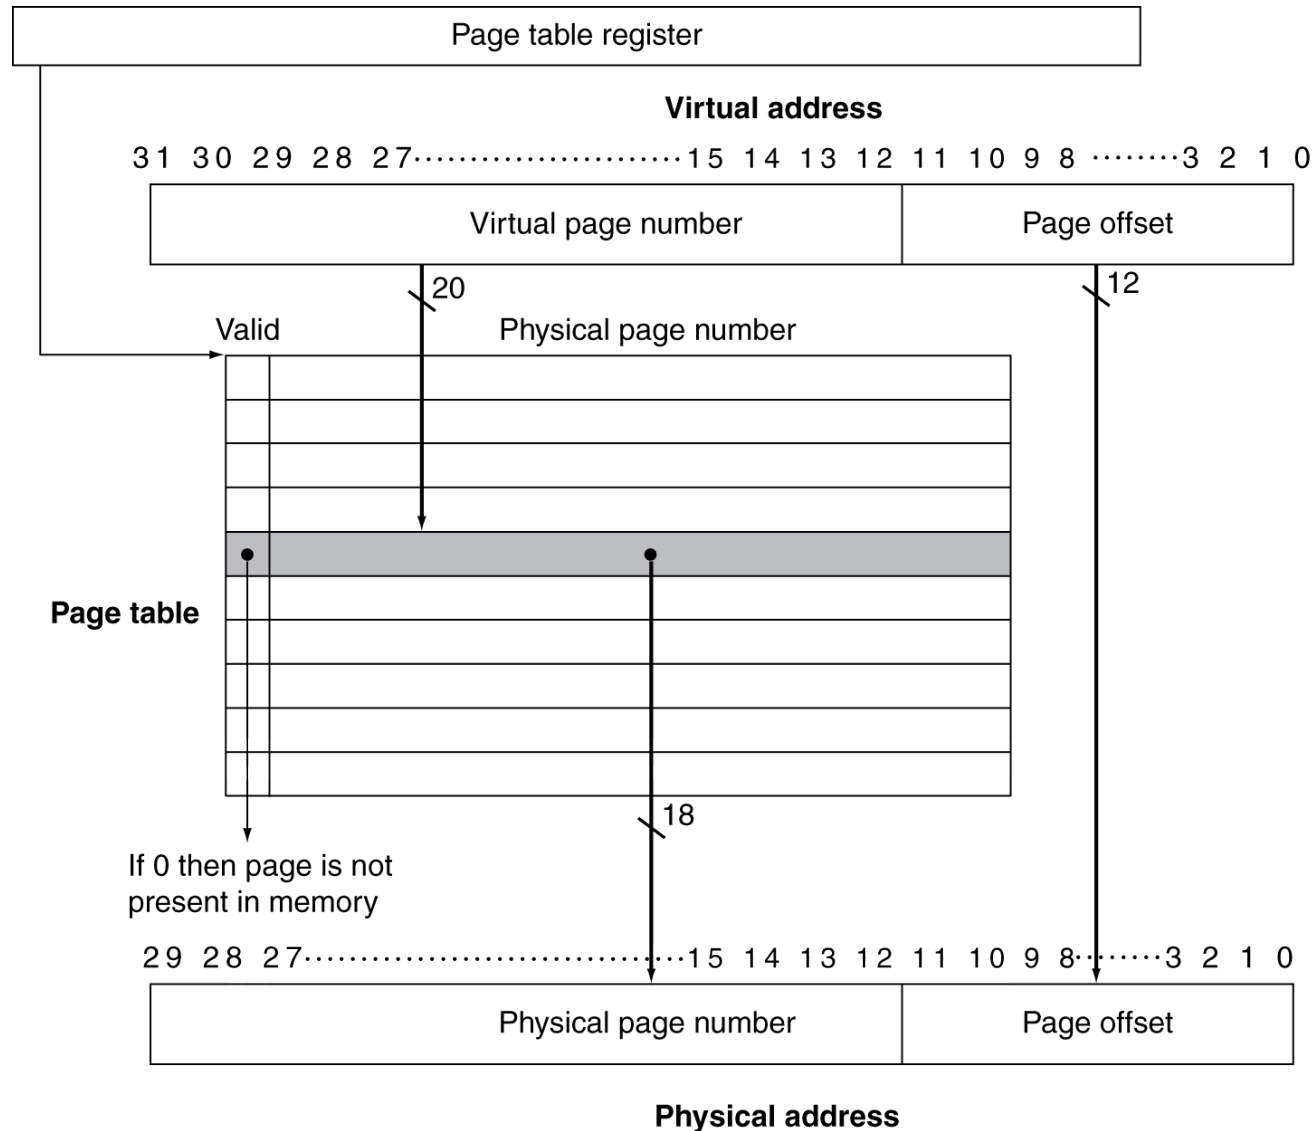 Page table register
Virtual address
31 30 29 28 27·······················15 14 13 12 11 10 9 8 ········3 2 1 0
Virtual page number Page offset
20 12
Valid Physical page number
Page table
18
If 0 then page is not
present in memory
29 28 27·································15 14 13 12 11 10 9 8········3 2 1 0
Physical page number Page offset
Physical address